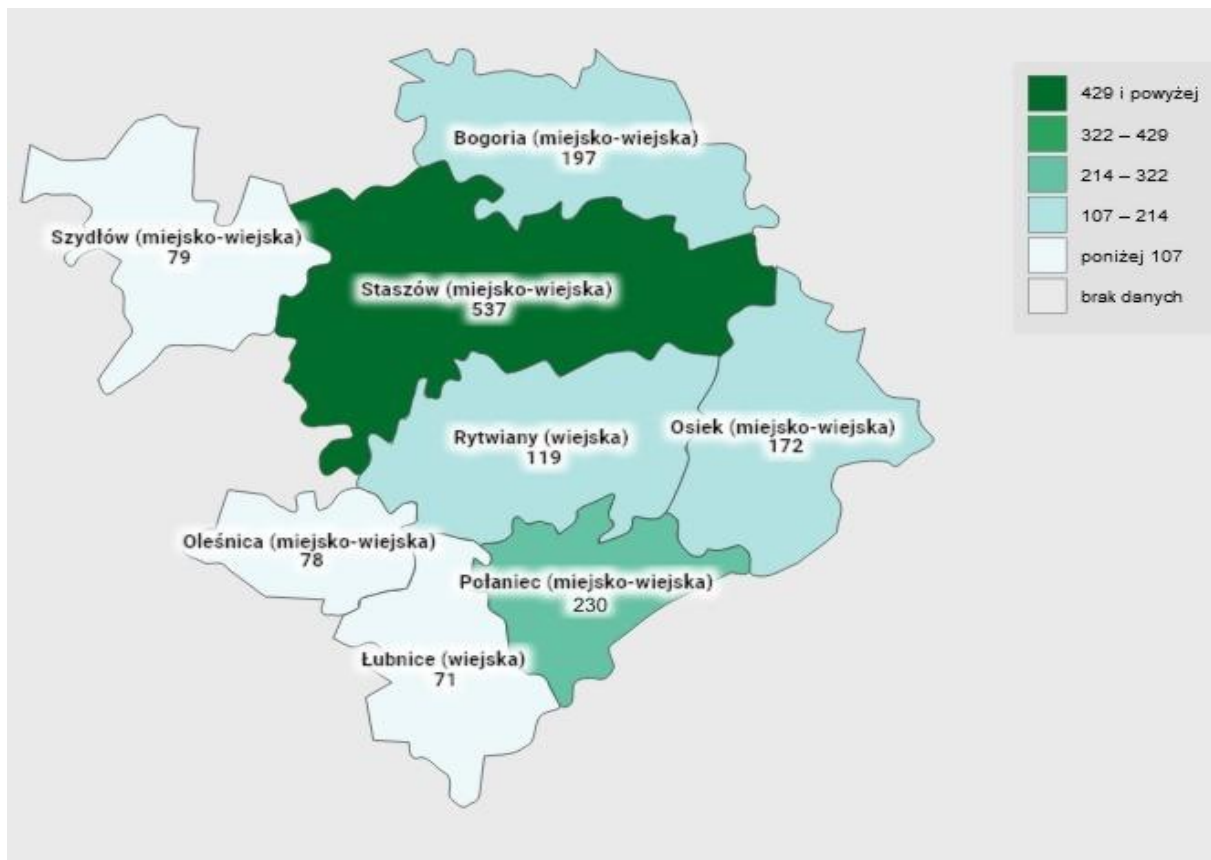 429 i powyżej
322 – 429
214 – 322
107 – 214
poniżej 107
brak danych
Bogoria (miejsko-wiejska)
197
Szydłów (miejsko-wiejska)
79
Staszów (miejsko-wiejska)
537
Rytwiany (wiejska)
119
Osiek (miejsko-wiejska)
172
Oleśnica (miejsko-wiejska)
78
Połaniec (miejsko-wiejska)
230
Łubnice (wiejska)
71